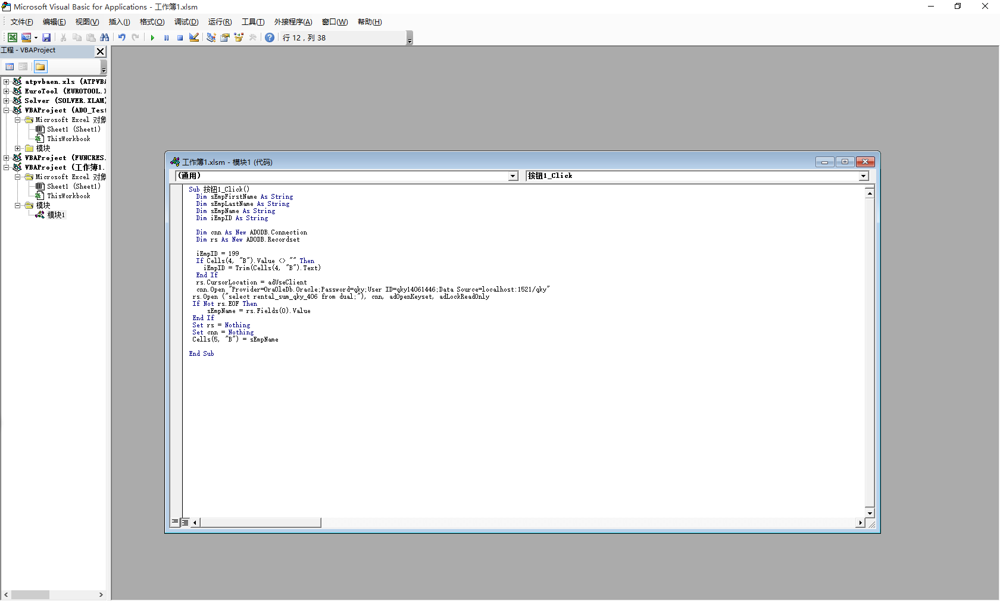 Microsoft Visual Basic for Applications - 工作簿1.xlsm
文件(F) 编辑(E) 视图(V) 插入(I) 格式(O) 调试(D) 运行(R) 工具(T) 外接程序(A) 窗口(W) 帮助(H)
行 12，列 38
工程 - VBAProject
atpvbaen.xls (ATPVBA
EuroTool (EUROTOOL.X
Solver (SOLVER.XLAM)
VBAProject (ADO_Test
Microsoft Excel 对象
Sheet1 (Sheet1)
ThisWorkbook
模块
VBAProject (FUNCRES.
VBAProject (工作簿1.
Microsoft Excel 对象
Sheet1 (Sheet1)
ThisWorkbook
模块
模块1
工作簿1.xlsm - 模块1 (代码)
(通用) 按钮1_Click
Sub 按钮1_Click()
Dim sEmpFirstName As String
Dim sEmpLastName As String
Dim sEmpName As String
Dim iEmpID As String
Dim cnn As New ADODB.Connection
Dim rs As New ADODB.Recordset
iEmpID = 199
If Cells(4, "B").Value <> "" Then
iEmpID = Trim(Cells(4, "B").Text)
End If
rs.CursorLocation = adUseClient
cnn.Open "Provider=OraOleDb.Oracle;Password=qky;User ID=qky14061446;Data Source=localhost:1521/qky"
rs.Open ("select rental_sum_qky_406 from dual;"), cnn, adOpenKeyset, adLockReadOnly
If Not rs.EOF Then
sEmpName = rs.Fields(0).Value
End If
Set rs = Nothing
Set cnn = Nothing
Cells(5, "B") = sEmpName
End Sub